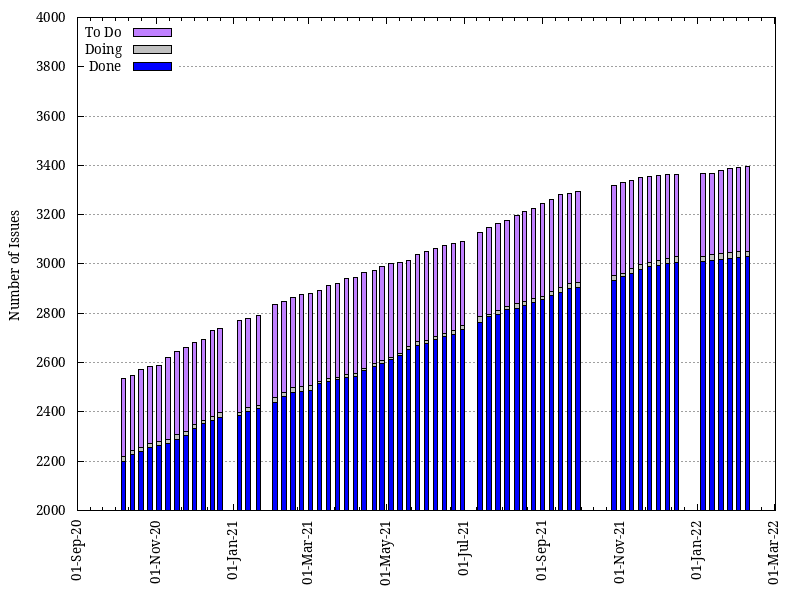 4000
3800
3600
3400
3200
3000
2800
2600
2400
2200
2000
Number of Issues
To Do
Doing
Done
01-Sep-20
01-Nov-20
01-Jan-21
01-Mar-21
01-May-21
01-Jul-21
01-Sep-21
01-Nov-21
01-Jan-22
01-Mar-22